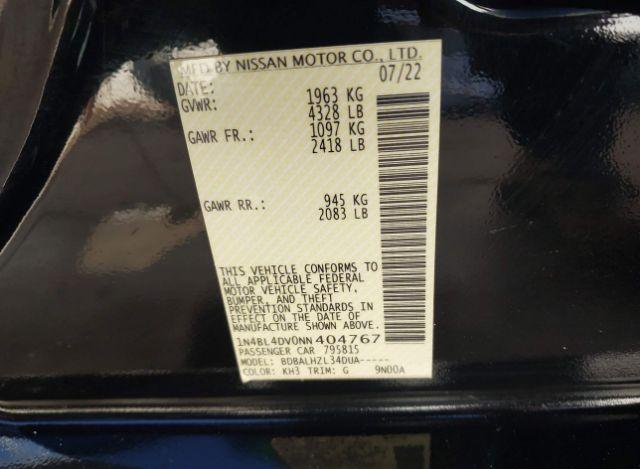 MFD BY NISSAN MOTOR CO., LTD.
DATE: 07/22
GVWR: 1963 KG
4328 LB
GAWR FR.: 1097 KG
2418 LB
GAWR RR.: 945 KG
2083 LB
THIS VEHICLE CONFORMS TO
ALL APPLICABLE FEDERAL
MOTOR VEHICLE SAFETY,
BUMPER, AND THEFT
PREVENTION STANDARDS IN
EFFECT ON THE DATE OF
MANUFACTURE SHOWN ABOVE.
1N4BL4DV0NN404767
PASSENGER CAR 795815
MODEL: BDBALHZL34DUA-----
COLOR: KH3 TRIM: G 9N00A